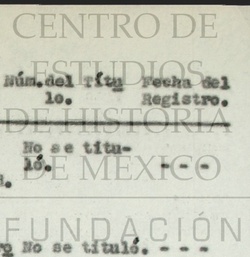 CENTRO DE
ESTUDIOS
Núm.del Títu Fecha del
lo. Registro.
DE HISTORIA
No se titu-
ló. - - -
DE MEXICO
FUNDACIÓN
No se tituló. - - -